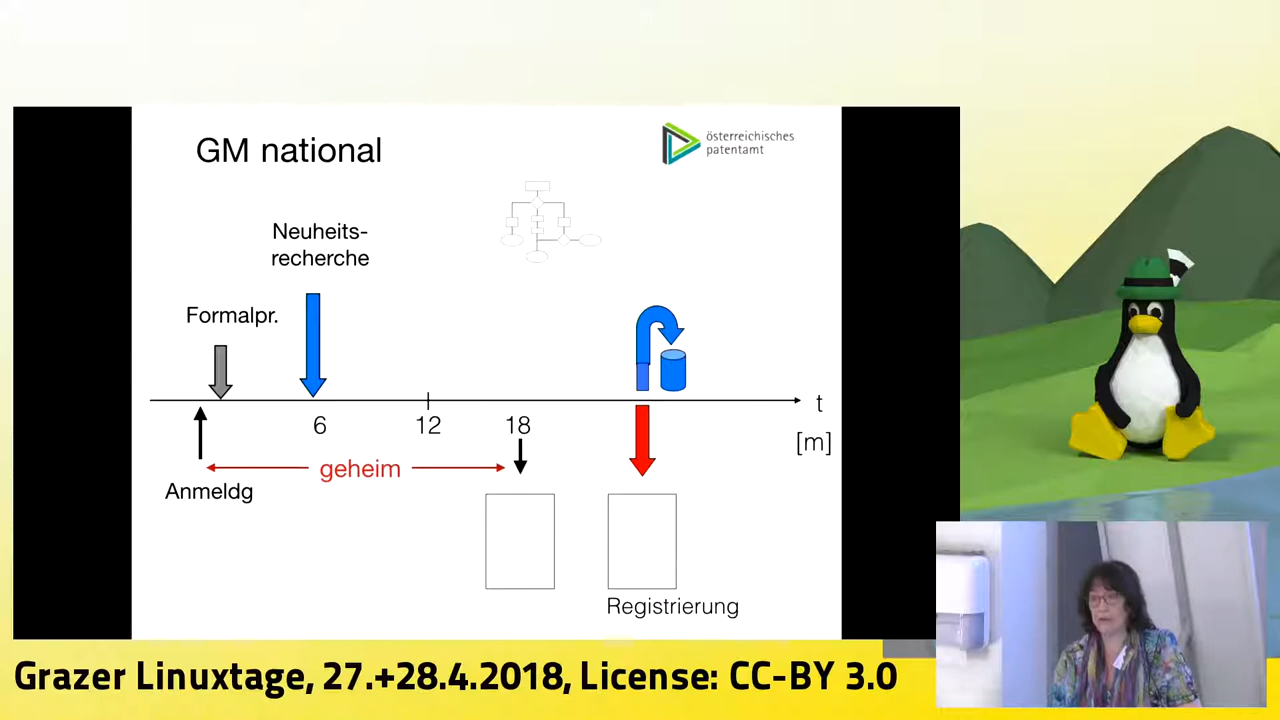 GM national
österreichisches
patentamt
Neuheits-
recherche
Formalpr.
t
6
12
18
[m]
geheim
Anmeldg
Registrierung
Grazer Linuxtage, 27.+28.4.2018, License: CC-BY 3.0